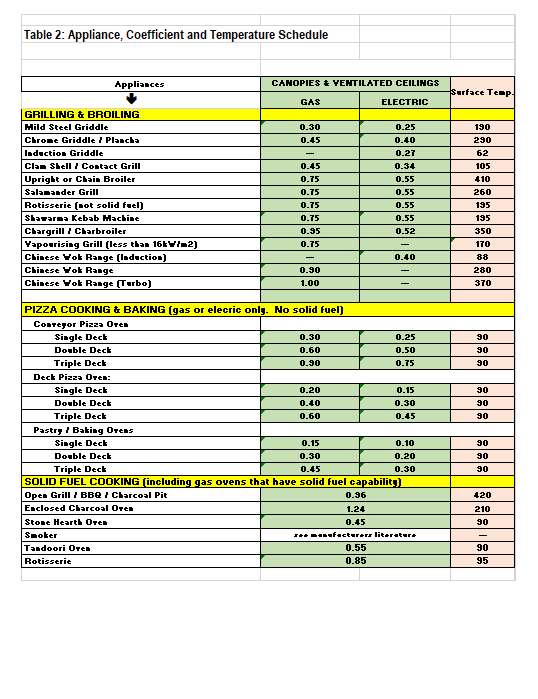 Table 2: Appliance, Coefficient and Temperature Schedule
Appliances CANOPIES & VENTILATED CEILINGS Surface Temp.
GAS ELECTRIC
GRILLING & BROILING
Mild Steel Griddle 0.30 0.25 190
Chrome Griddle / Plancha 0.45 0.40 290
Induction Griddle — 0.27 62
Clam Shell / Contact Grill 0.45 0.34 105
Upright or Chain Broiler 0.75 0.55 410
Salamander Grill 0.75 0.55 260
Rotisserie (not solid fuel) 0.75 0.55 195
Shawarma Kebab Machine 0.75 0.55 195
Chargrill / Charbroiler 0.95 0.52 350
Vapourising Grill (less than 16kW/m2) 0.75 — 170
Chinese Wok Range (Induction) — 0.40 88
Chinese Wok Range 0.90 — 280
Chinese Wok Range (Turbo) 1.00 — 370
PIZZA COOKING & BAKING (gas or elecric only. No solid fuel)
Conveyor Pizza Oven
Single Deck 0.30 0.25 90
Double Deck 0.60 0.50 90
Triple Deck 0.90 0.75 90
Deck Pizza Oven:
Single Deck 0.20 0.15 90
Double Deck 0.40 0.30 90
Triple Deck 0.60 0.45 90
Pastry / Baking Ovens
Single Deck 0.15 0.10 90
Double Deck 0.30 0.20 90
Triple Deck 0.45 0.30 90
SOLID FUEL COOKING (including gas ovens that have solid fuel capability)
Open Grill / BBQ / Charcoal Pit 0.96 420
Enclosed Charcoal Oven 1.24 210
Stone Hearth Oven 0.45 90
Smoker see manufacturers literature —
Tandoori Oven 0.55 90
Rotisserie 0.85 95